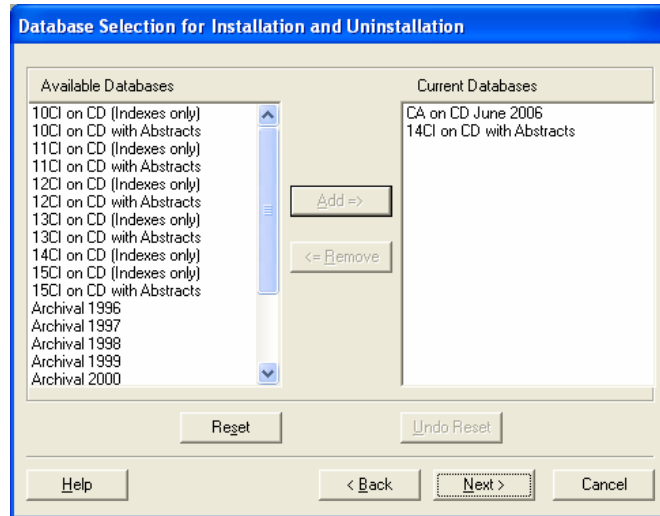 Database Selection for Installation and Uninstallation
Available Databases
10CI on CD (Indexes only)
10CI on CD with Abstracts
11CI on CD (Indexes only)
11CI on CD with Abstracts
12CI on CD (Indexes only)
12CI on CD with Abstracts
13CI on CD (Indexes only)
13CI on CD with Abstracts
14CI on CD (Indexes only)
15CI on CD (Indexes only)
15CI on CD with Abstracts
Archival 1996
Archival 1997
Archival 1998
Archival 1999
Archival 2000
Add =>
<= Remove
Current Databases
CA on CD June 2006
14CI on CD with Abstracts
Reset
Undo Reset
Help
< Back
Next >
Cancel